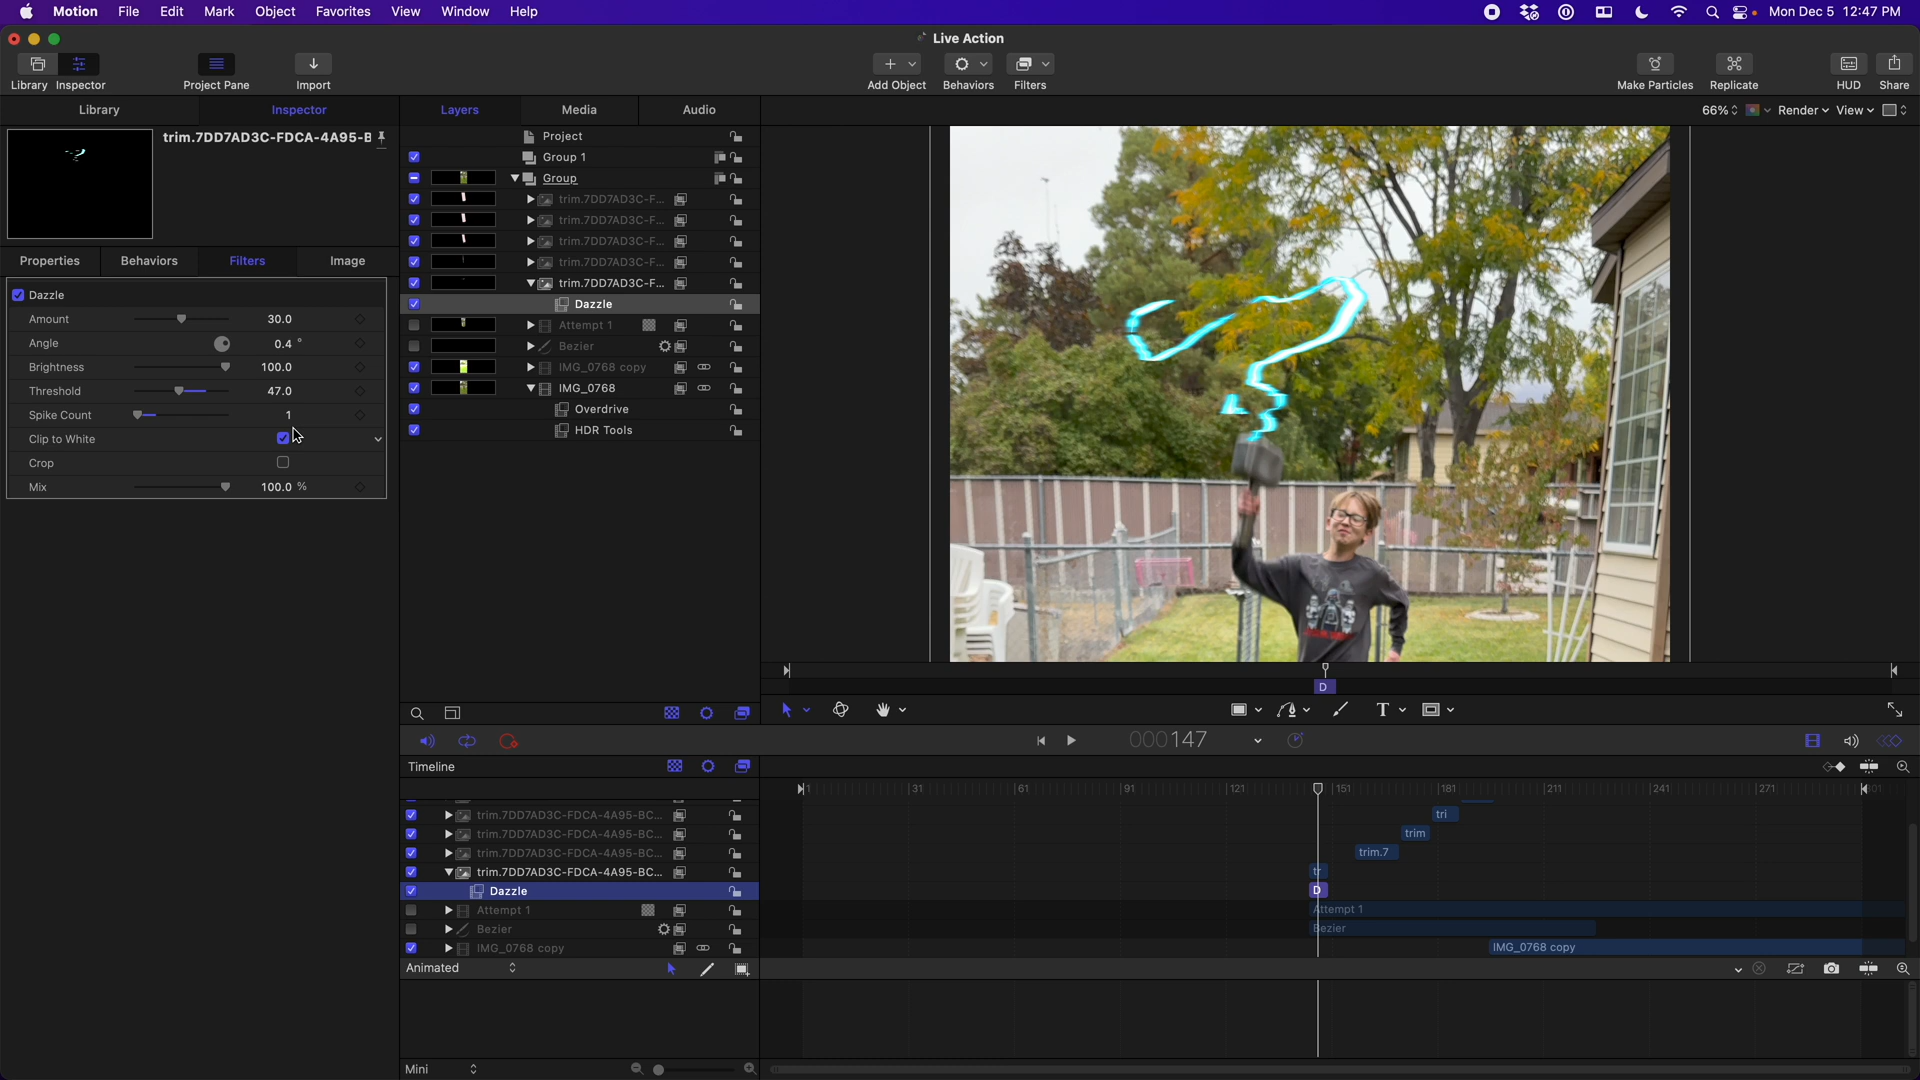 Motion File Edit Mark Object Favorites View Window Help Mon Dec 5 12:47 PM
Live Action
Library Inspector Project Pane Import Add Object Behaviors Filters Make Particles Replicate HUD Share
Library Inspector Layers Media Audio 66% Render View
trim.7DD7AD3C-FDCA-4A95-B
Project
Group 1
Group
trim.7DD7AD3C-F...
trim.7DD7AD3C-F...
trim.7DD7AD3C-F...
trim.7DD7AD3C-F...
trim.7DD7AD3C-F...
Dazzle
Attempt 1
Bezier
IMG_0768 copy
IMG_0768
Overdrive
HDR Tools
Properties Behaviors Filters Image
Dazzle
Amount 30.0
Angle 0.4 °
Brightness 100.0
Threshold 47.0
Spike Count 1
Clip to White
Crop
Mix 100.0 %
D
T
000147
Timeline
1 31 61 91 121 151 181 211 241 271 301
trim.7DD7AD3C-FDCA-4A95-BC... tri
trim.7DD7AD3C-FDCA-4A95-BC... trim
trim.7DD7AD3C-FDCA-4A95-BC... trim.7
trim.7DD7AD3C-FDCA-4A95-BC... tr
Dazzle D
Attempt 1 Attempt 1
Bezier Bezier
IMG_0768 copy IMG_0768 copy
Animated
Mini